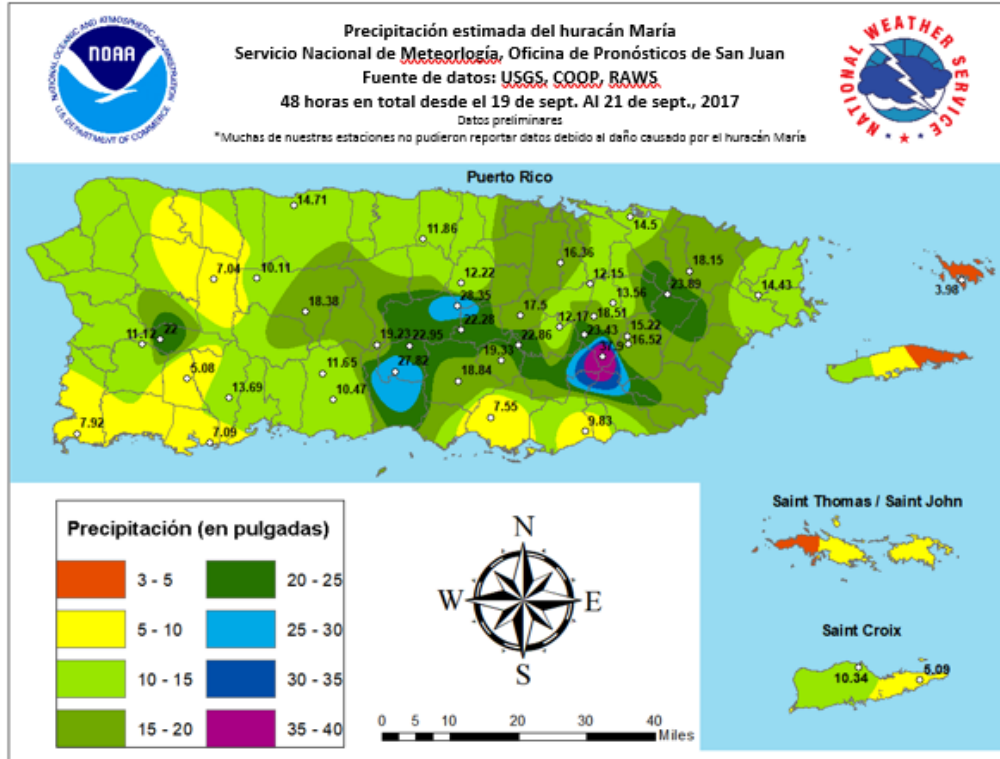 Precipitación estimada del huracán María
Servicio Nacional de Meteorlogía, Oficina de Pronósticos de San Juan
Fuente de datos: USGS, COOP, RAWS
48 horas en total desde el 19 de sept. Al 21 de sept., 2017
Datos preliminares
*Muchas de nuestras estaciones no pudieron reportar datos debido al daño causado por el huracán María
NATIONAL OCEANIC AND ATMOSPHERIC ADMINISTRATION
NOAA
U.S. DEPARTMENT OF COMMERCE
NATIONAL WEATHER SERVICE
Puerto Rico
14.71
11.86
14.5
16.36
18.15
7.04
10.11
12.22
12.15
23.89
14.43
3.98
18.38
28.35
17.5
13.56
12.17
18.51
11.12
22
22.28
19.23
22.95
22.86
23.43
15.22
16.52
37.9
19.33
5.08
11.65
27.82
18.84
13.69
10.47
7.55
7.92
7.09
9.83
Precipitación (en pulgadas)
3 - 5
20 - 25
5 - 10
25 - 30
10 - 15
30 - 35
15 - 20
35 - 40
N
W
E
S
0 5 10 20 30 40
Miles
Saint Thomas / Saint John
Saint Croix
10.34
5.09